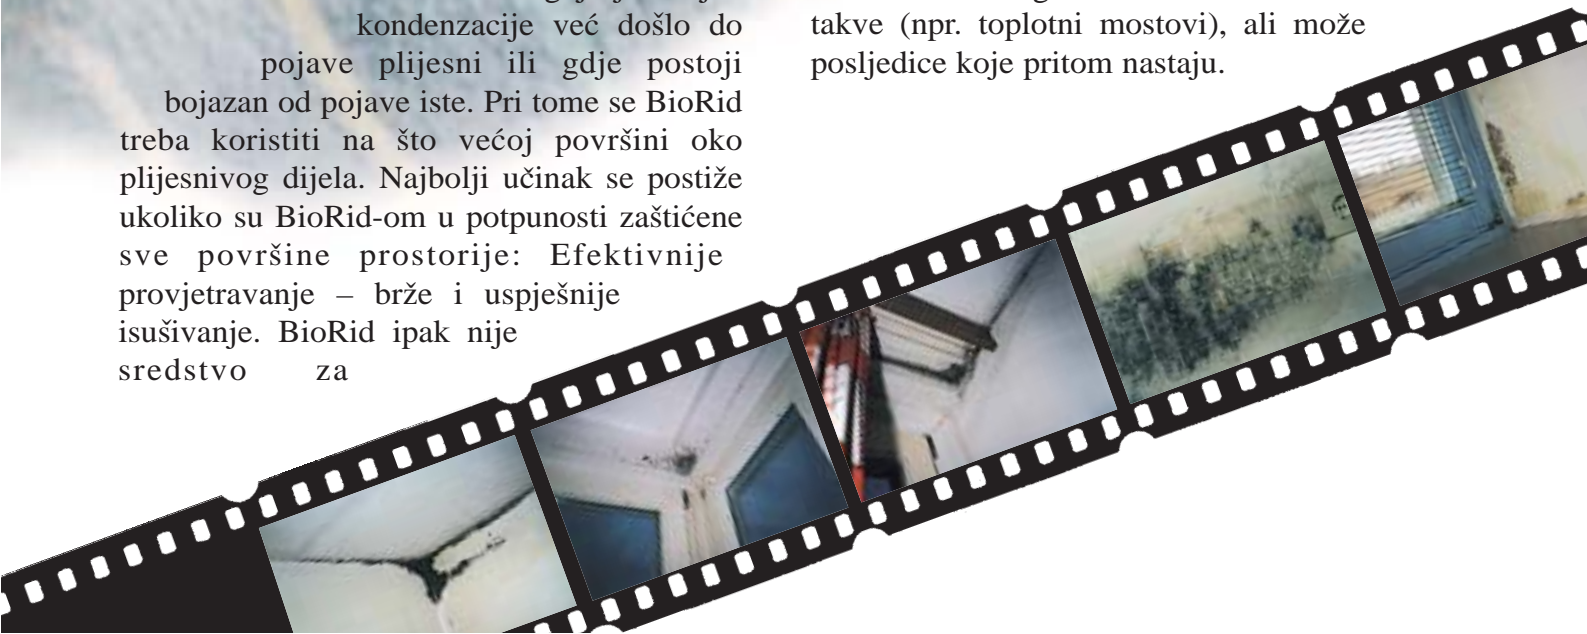 kondenzacije već došlo do
pojave plijesni ili gdje postoji
bojazan od pojave iste. Pri tome se BioRid
treba koristiti na što većoj površini oko
plijesnivog dijela. Najbolji učinak se postiže
ukoliko su BioRid-om u potpunosti zaštićene
sve površine prostorije: Efektivnije
provjetravanje – brže i uspješnije
isušivanje. BioRid ipak nije
sredstvo za
takve (npr. toplotni mostovi), ali može
posljedice koje pritom nastaju.